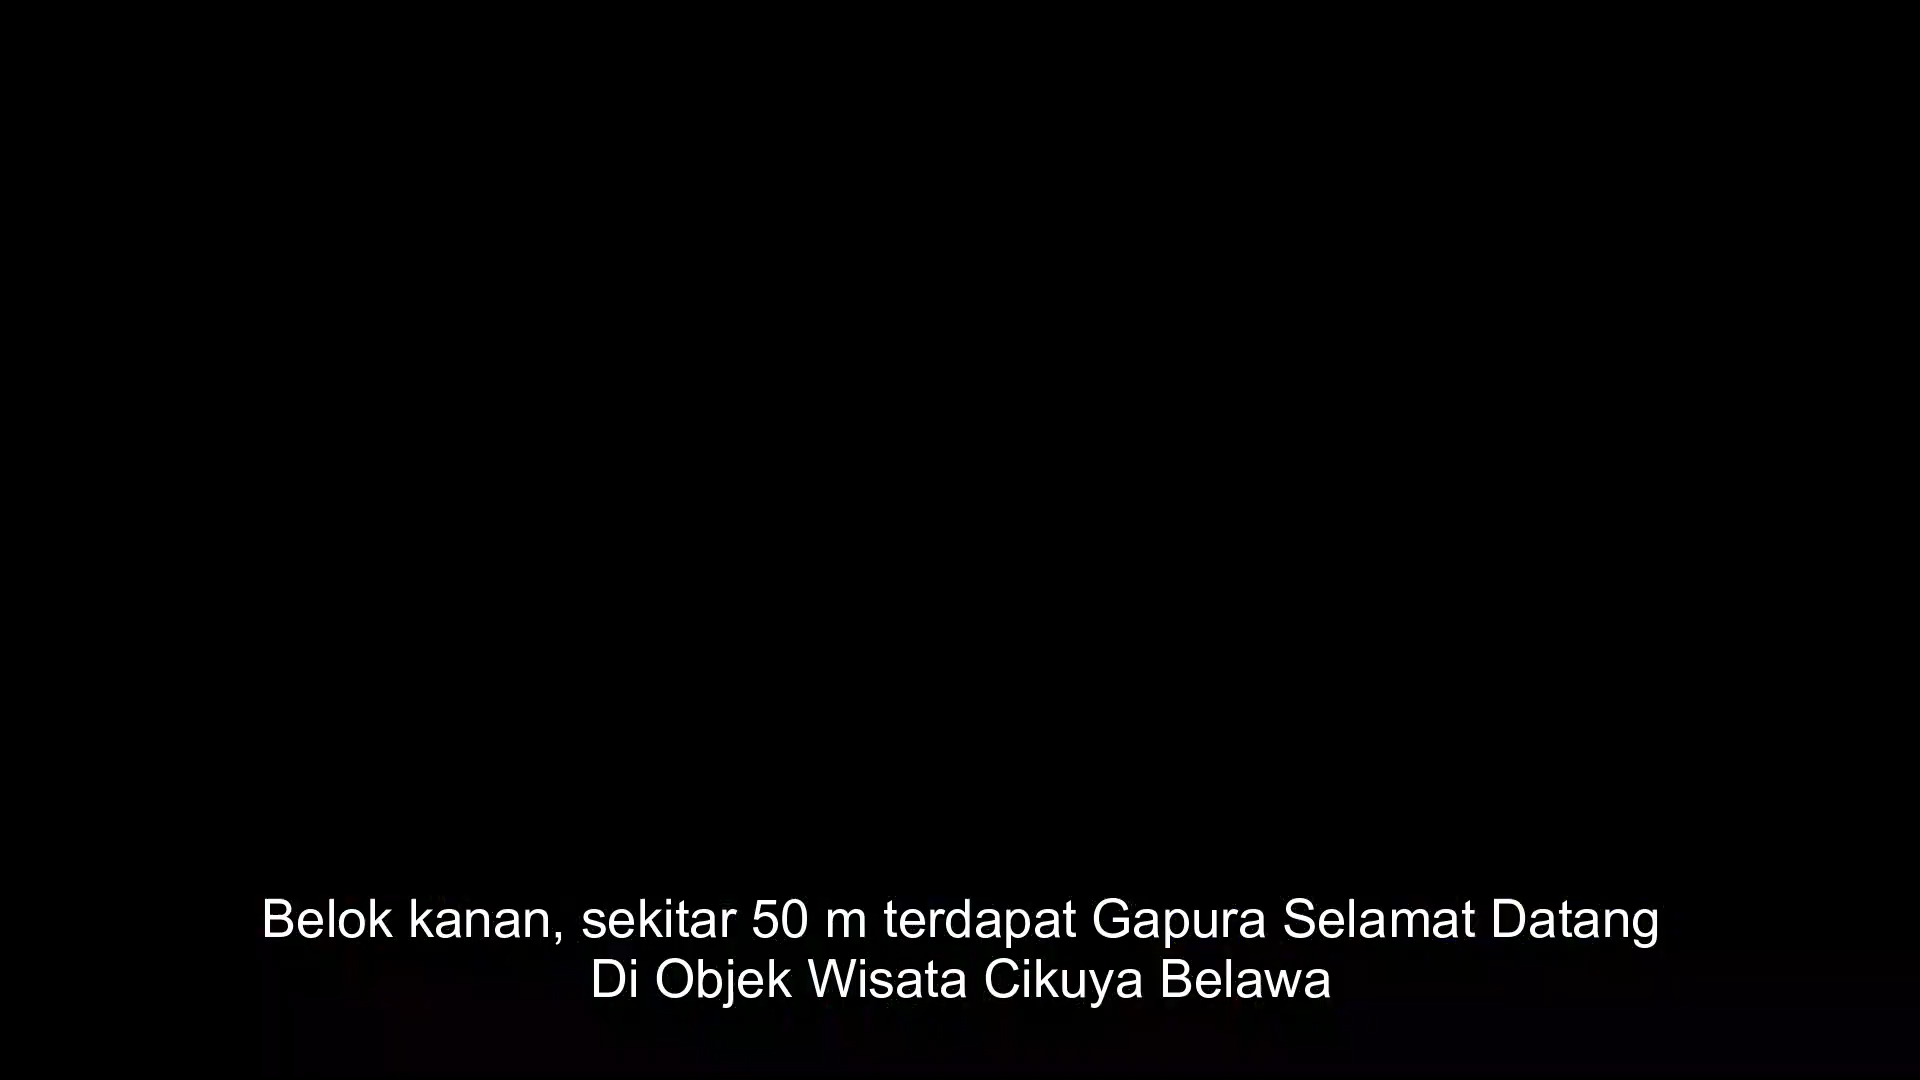 Belok kanan, sekitar 50 m terdapat Gapura Selamat Datang
Di Objek Wisata Cikuya Belawa